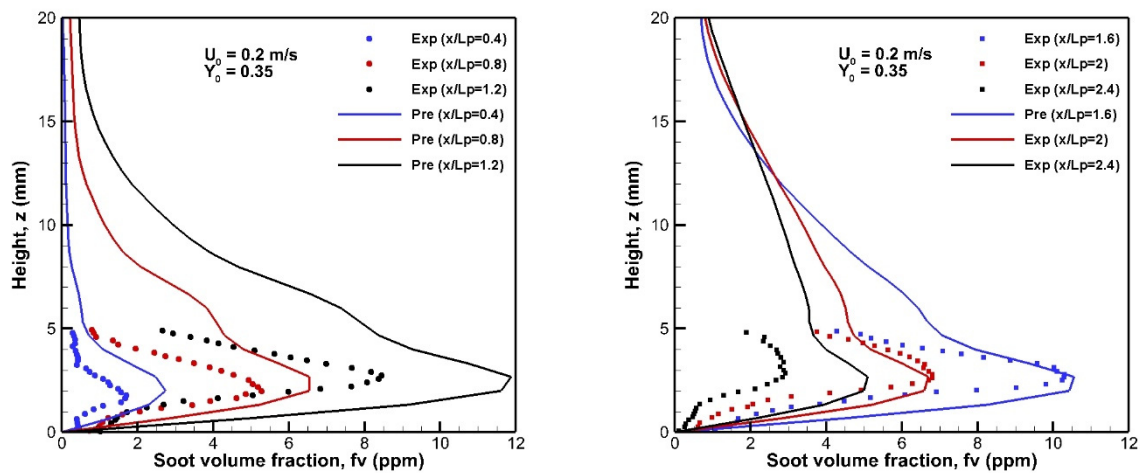 20
15
10
5
0
Height, z (mm)
U₀ = 0.2 m/s
Y₀ = 0.35
Exp (x/Lp=0.4)
Exp (x/Lp=0.8)
Exp (x/Lp=1.2)
Pre (x/Lp=0.4)
Pre (x/Lp=0.8)
Pre (x/Lp=1.2)
0 2 4 6 8 10 12
Soot volume fraction, fv (ppm)
20
15
10
5
0
Height, z (mm)
U₀ = 0.2 m/s
Y₀ = 0.35
Exp (x/Lp=1.6)
Exp (x/Lp=2)
Exp (x/Lp=2.4)
Pre (x/Lp=1.6)
Exp (x/Lp=2)
Exp (x/Lp=2.4)
0 2 4 6 8 10 12
Soot volume fraction, fv (ppm)